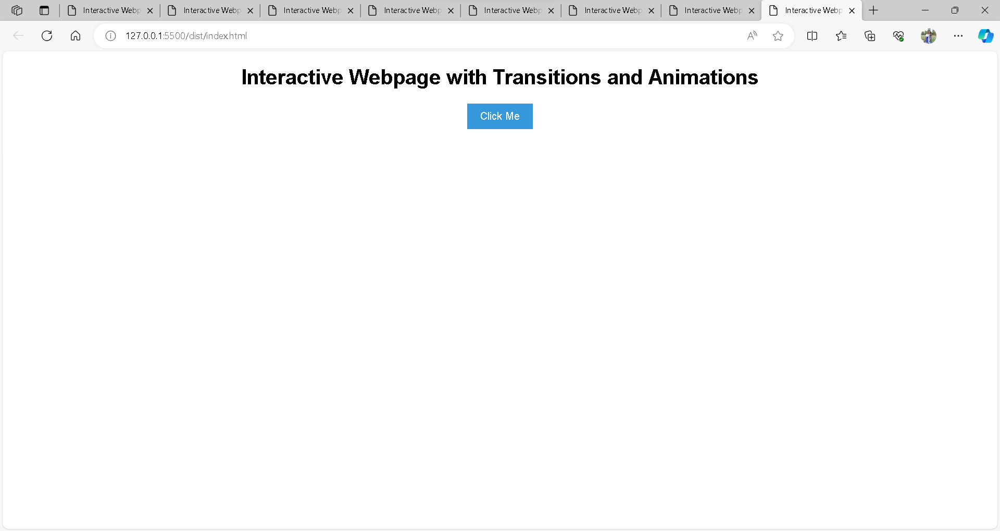 Interactive Webp
Interactive Webp
Interactive Webp
Interactive Webp
Interactive Webp
Interactive Webp
Interactive Webp
Interactive Webp
127.0.0.1:5500/dist/index.html
Interactive Webpage with Transitions and Animations
Click Me